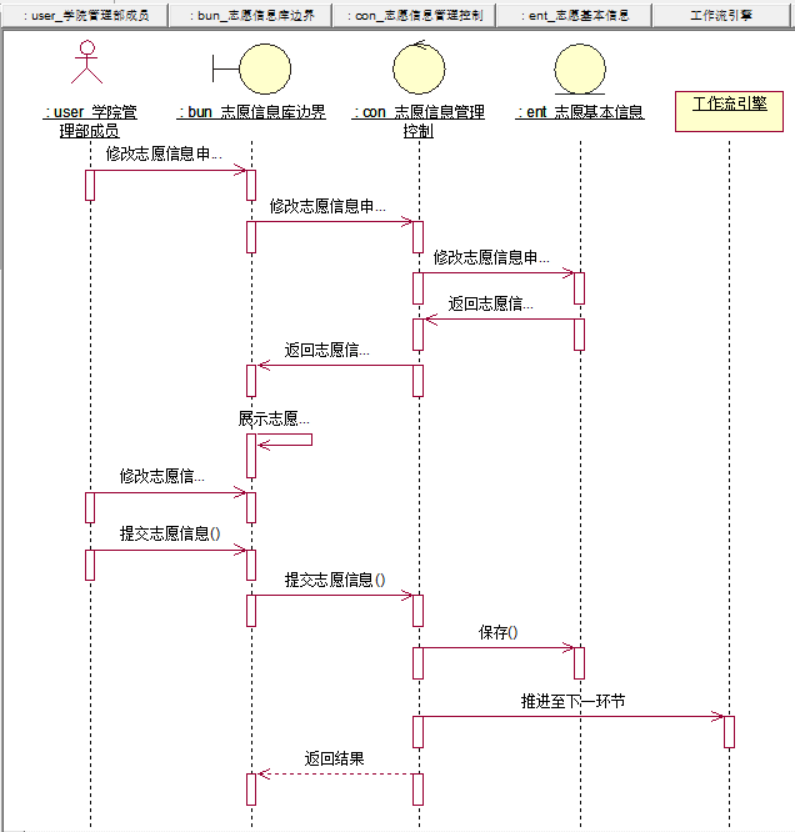 : user_学院管理部成员
: bun_志愿信息库边界
: con_志愿信息管理控制
: ent_志愿基本信息
工作流引擎
: user_学院管
理部成员
: bun_志愿信息库边界
: con_志愿信息管理
控制
: ent_志愿基本信息
工作流引擎
修改志愿信息申...
修改志愿信息申...
修改志愿信息申...
返回志愿信...
返回志愿信...
展示志愿...
修改志愿信...
提交志愿信息()
提交志愿信息()
保存()
推进至下一环节
返回结果